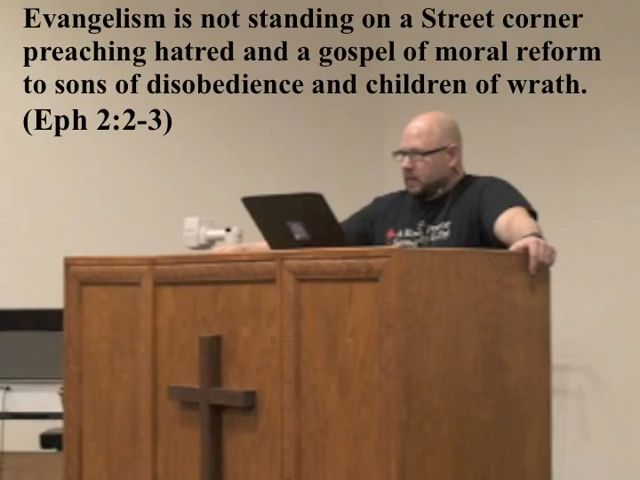 Evangelism is not standing on a Street corner
preaching hatred and a gospel of moral reform
to sons of disobedience and children of wrath.
(Eph 2:2-3)